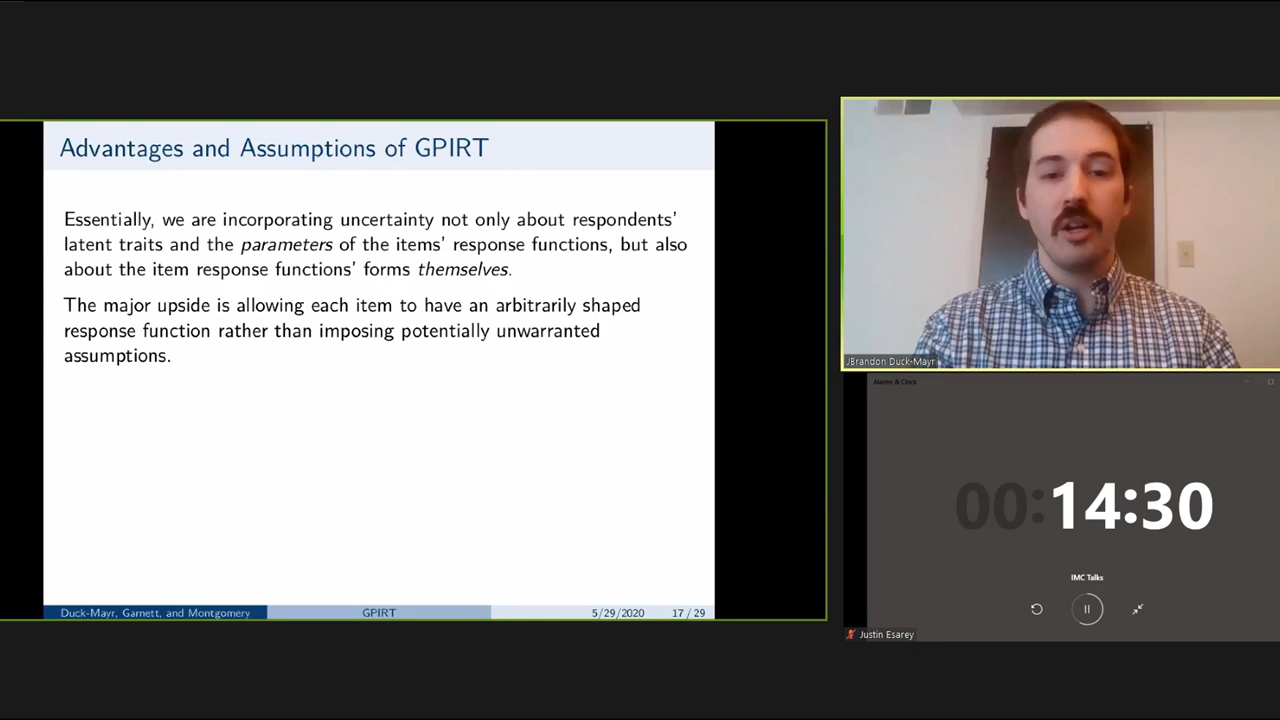 Advantages and Assumptions of GPIRT
Essentially, we are incorporating uncertainty not only about respondents'
latent traits and the parameters of the items' response functions, but also
about the item response functions' forms themselves.
The major upside is allowing each item to have an arbitrarily shaped
response function rather than imposing potentially unwarranted
assumptions.
Duck-Mayr, Garnett, and Montgomery
GPIRT
5/29/2020
17 / 29
JBrandon Duck-Mayr
Alarms & Clock
00:14:30
IMC Talks
Justin Esarey